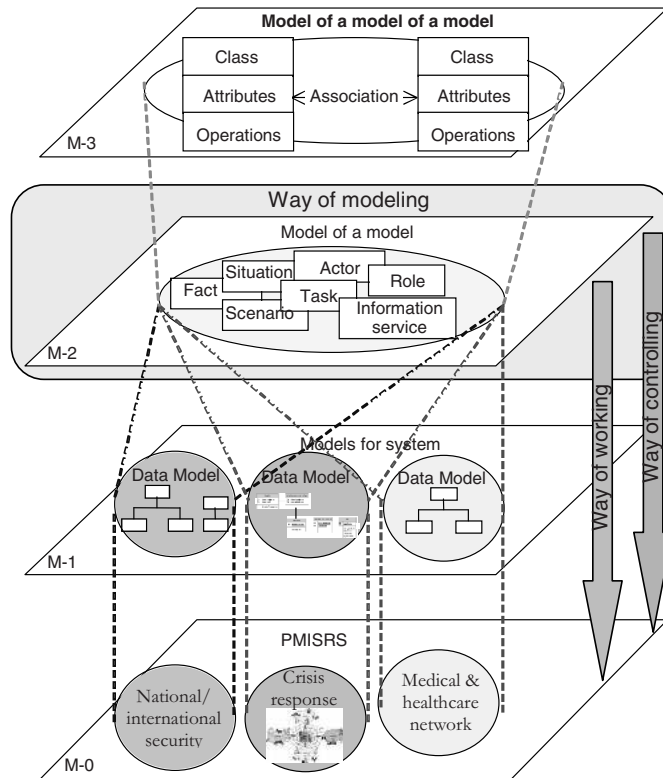 Model of a model of a model
Class
Class
Attributes
Association
Attributes
Operations
Operations
M-3
Way of modeling
Model of a model
Situation
Actor
Role
Fact
Task
Scenario
Information
service
M-2
Way of working
Way of controlling
Models for system
Data Model
Data Model
Data Model
M-1
PMISRS
National/
international
security
Crisis
response
Medical &
healthcare
network
M-0